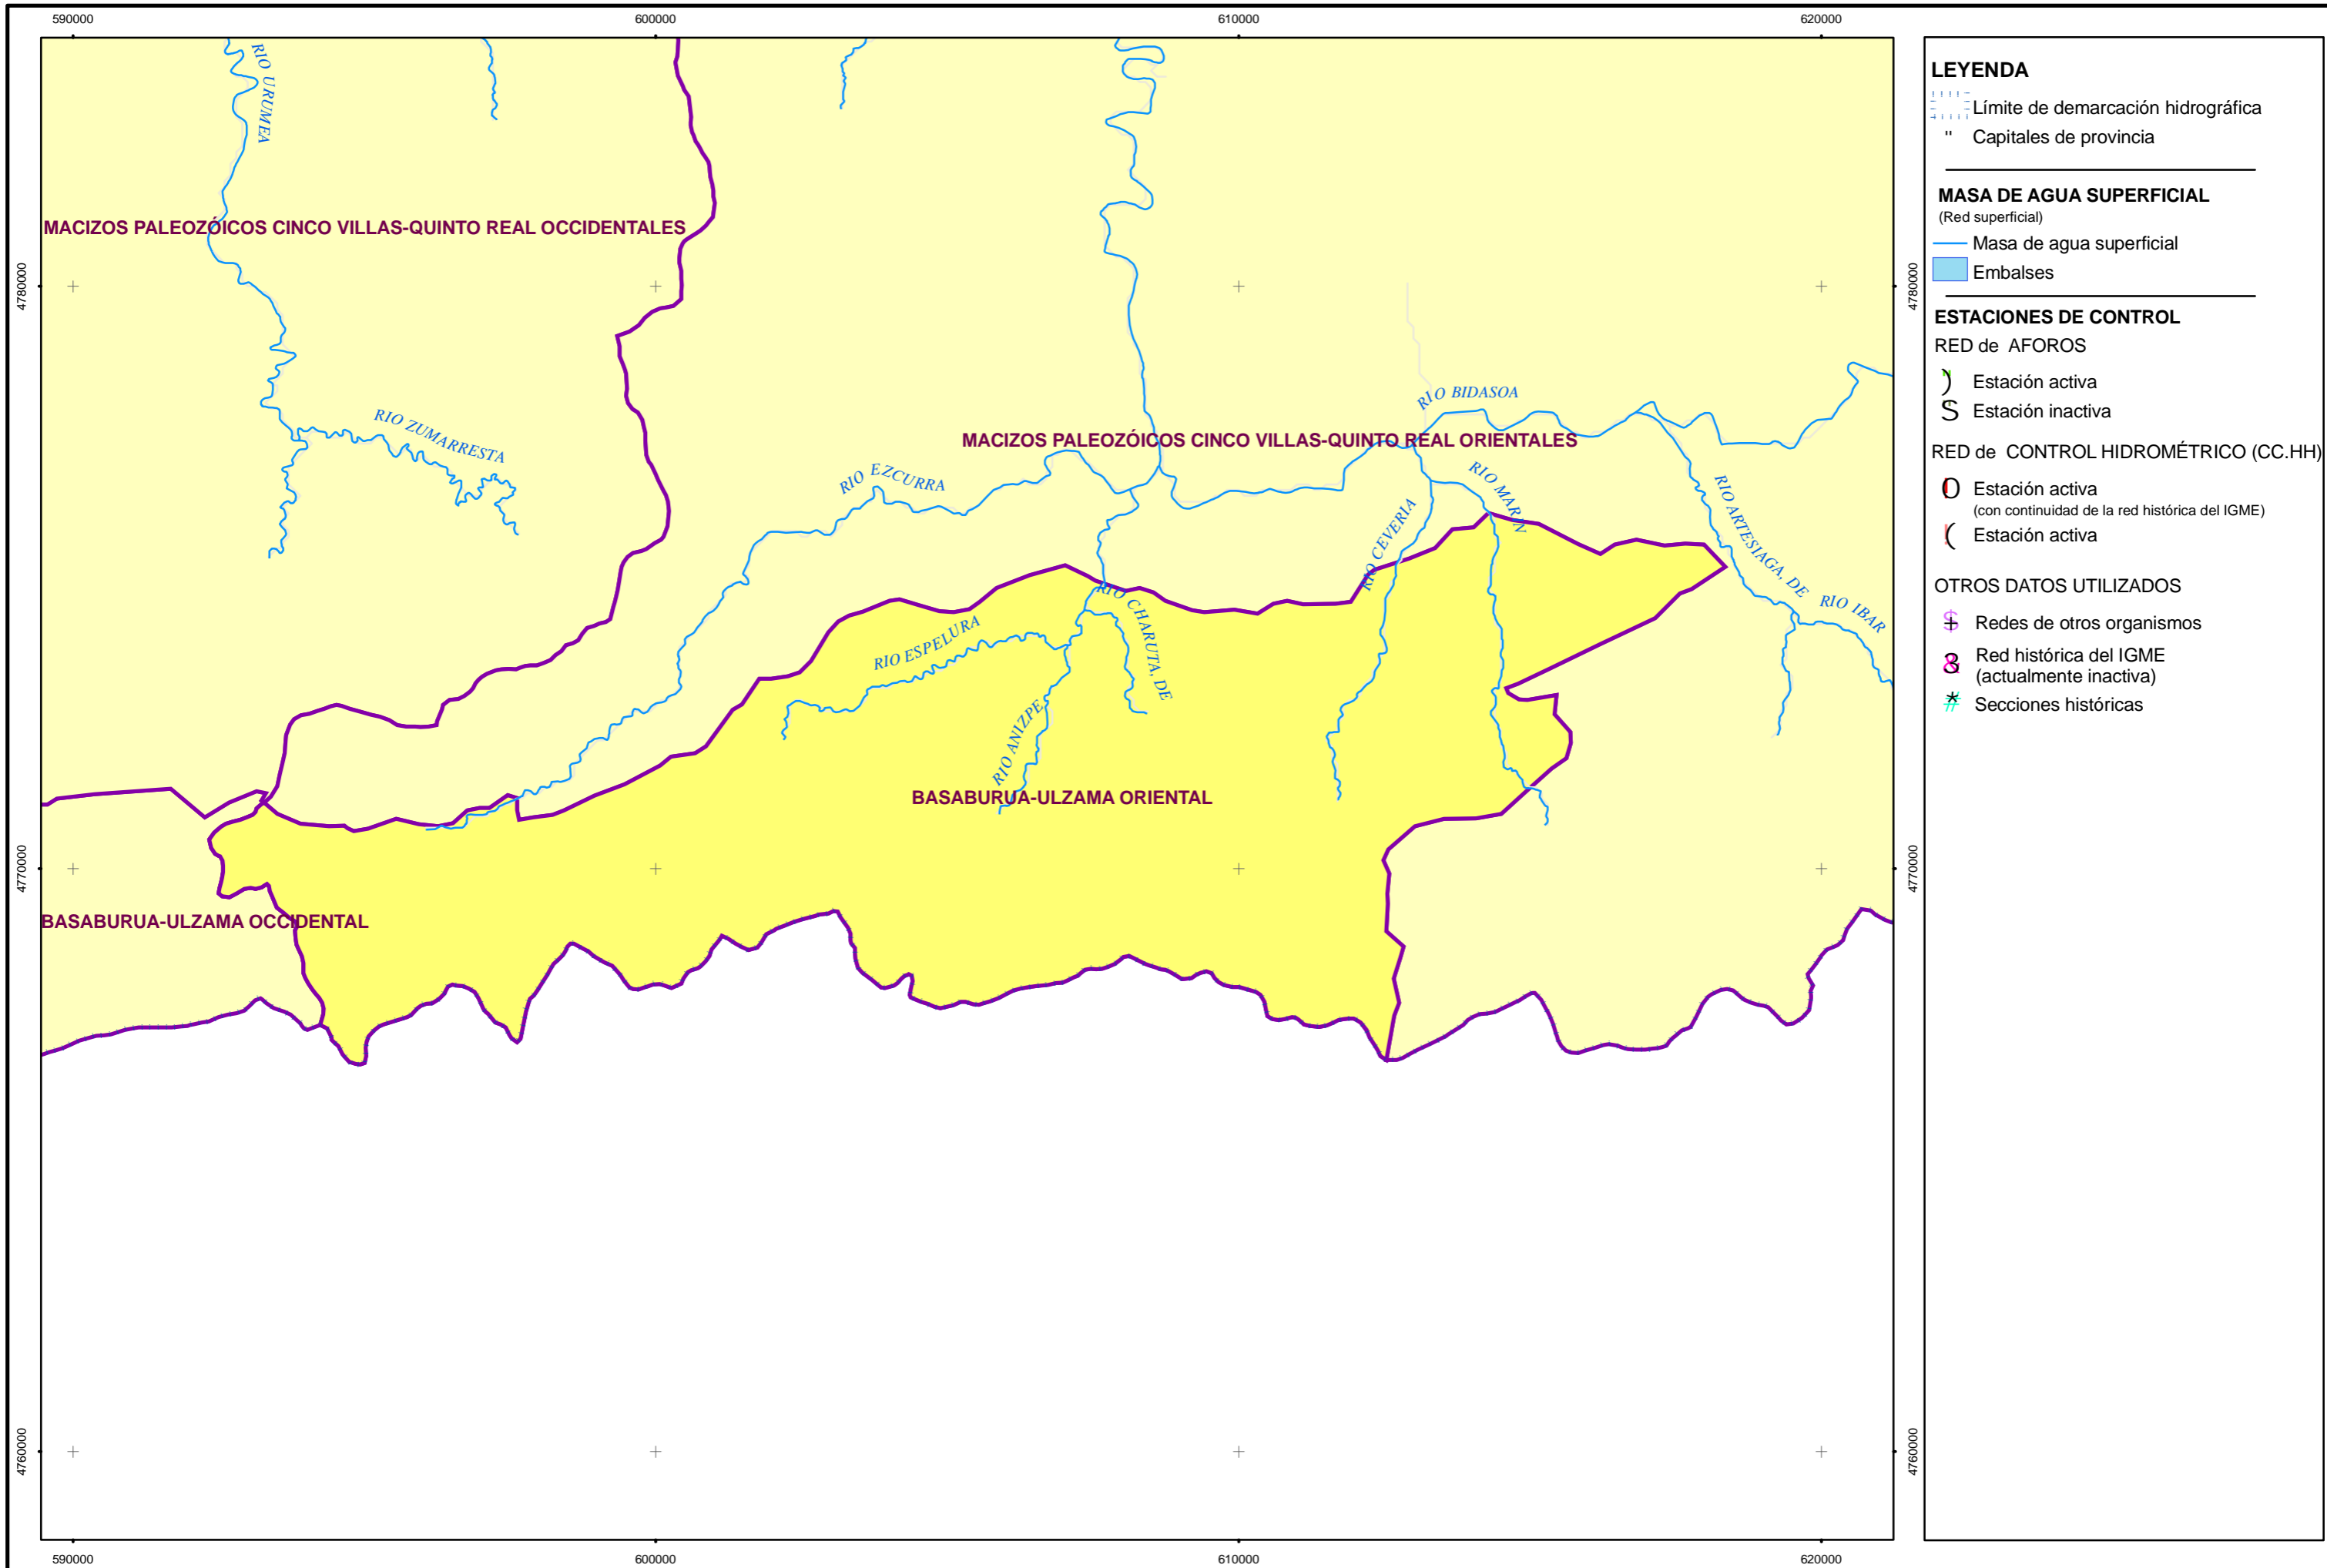 590000
600000
610000
620000
RIO URUMEA
MACIZOS PALEOZÓICOS CINCO VILLAS-QUINTO REAL OCCIDENTALES
4780000
4780000
RIO ZUMARRESTA
RIO BIDASOA
MACIZOS PALEOZÓICOS CINCO VILLAS-QUINTO REAL ORIENTALES
RIO EZCURRA
RIO MARIN
RIO CEVERIA
RIO ARTESIAGA, DE
RIO IBAR
RIO CHARUTA, DE
RIO ESPELURA
RIO ANIZPE
BASABURUA-ULZAMA ORIENTAL
4770000
4770000
BASABURUA-ULZAMA OCCIDENTAL
4760000
4760000
590000
600000
610000
620000
LEYENDA
Límite de demarcación hidrográfica
" Capitales de provincia
MASA DE AGUA SUPERFICIAL
(Red superficial)
Masa de agua superficial
Embalses
ESTACIONES DE CONTROL
RED de AFOROS
) Estación activa
S Estación inactiva
RED de CONTROL HIDROMÉTRICO (CC.HH)
Estación activa
(con continuidad de la red histórica del IGME)
( Estación activa
OTROS DATOS UTILIZADOS
$ Redes de otros organismos
& Red histórica del IGME
(actualmente inactiva)
# Secciones históricas